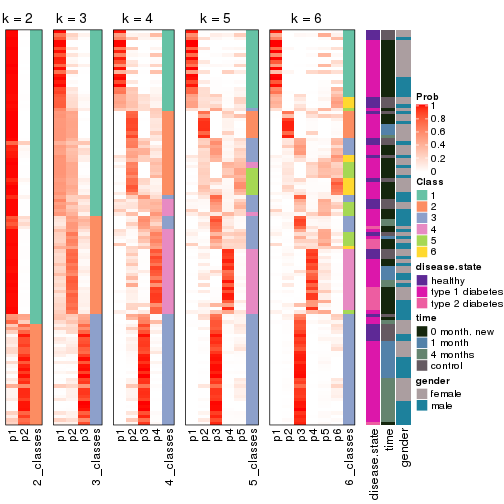 k = 2 k = 3 k = 4 k = 5 k = 6
Prob
1
0.8
0.6
0.4
0.2
0
Class
1
2
3
4
5
6
disease.state
healthy
type 1 diabetes
type 2 diabetes
time
0 month. new
1 month
4 months
control
gender
female
male
p1 p2 2_classes p1 p2 p3 3_classes p1 p2 p3 p4 4_classes p1 p2 p3 p4 p5 5_classes p1 p2 p3 p4 p5 p6 6_classes disease.state time gender